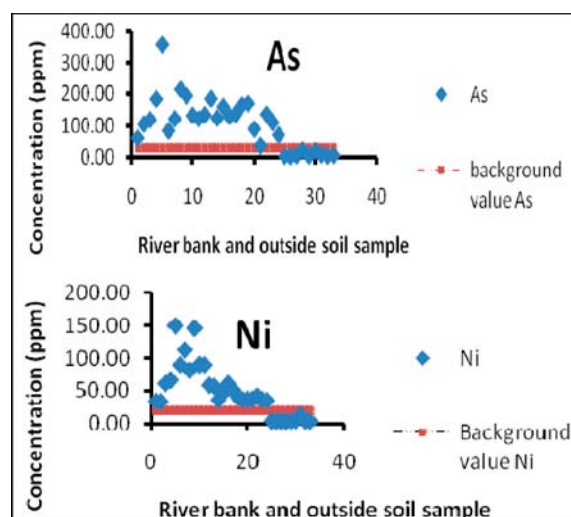 As
Concentration (ppm)
400.00
300.00
200.00
100.00
0.00
0 10 20 30 40
River bank and outside soil sample
As
background
value As
Ni
Concentration (ppm)
200.00
150.00
100.00
50.00
0.00
0 20 40
River bank and outside soil sample
Ni
Background
value Ni